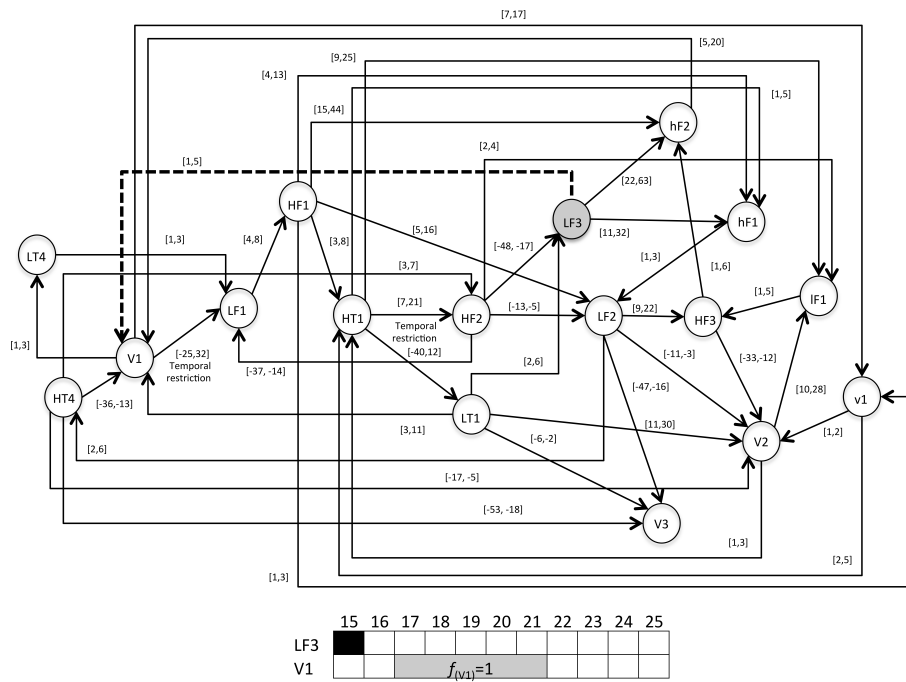 [7,17]
[5,20]
[9,25]
[4,13]
[1,5]
[15,44]
hF2
[2,4]
[1,5]
[22,63]
HF1
LF3
hF1
[4,8]
[3,8]
[5,16]
[-48, -17]
[11,32]
LT4
[1,3]
[1,3]
[3,7]
[1,6]
[1,5]
lF1
LF1
HT1
[7,21]
Temporal
restriction
HF2
[-13,-5]
LF2
[9,22]
HF3
[1,3]
V1
[-25,32]
Temporal
restriction
[-37, -14]
[-40,12]
[-11,-3]
[-33,-12]
[2,6]
[10,28]
HT4
[-36,-13]
[-47,-16]
v1
LT1
[3,11]
[11,30]
V2
[1,2]
[2,6]
[-6,-2]
[-17, -5]
[-53, -18]
V3
[1,3]
[2,5]
[1,3]
15 16 17 18 19 20 21 22 23 24 25
LF3
V1 f(V1)=1